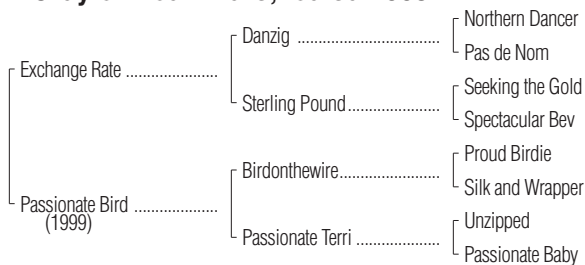 Northern Dancer
Danzig ....................................
Pas de Nom
Exchange Rate .......................
Seeking the Gold
Sterling Pound.......................
Spectacular Bev
Proud Birdie
Birdonthewire.........................
Silk and Wrapper
Passionate Bird .....................
(1999)
Unzipped
Passionate Terri .....................
Passionate Baby